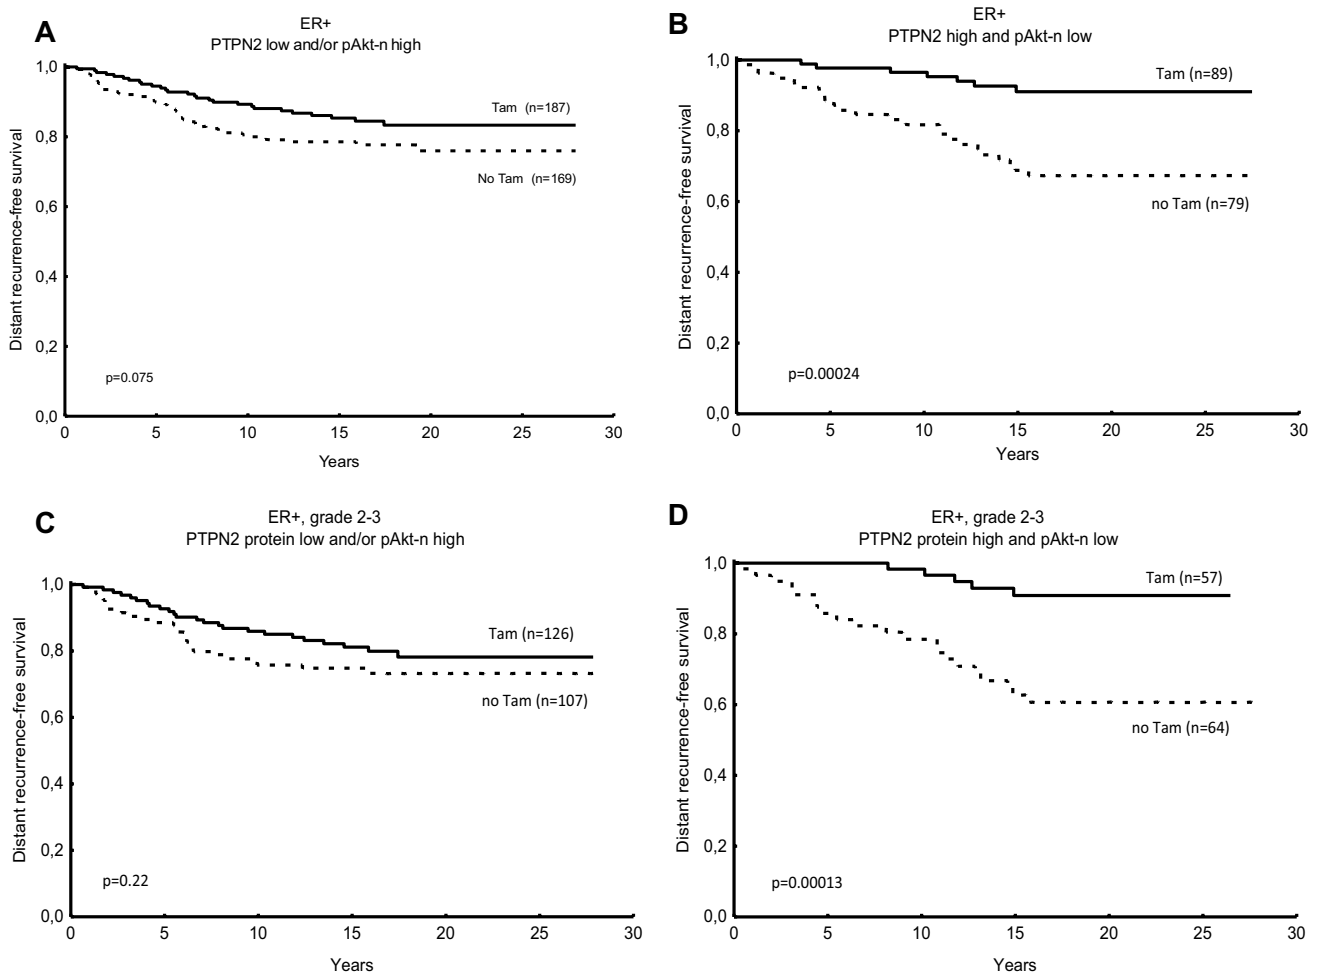 A
ER+
PTPN2 low and/or pAkt-n high
Distant recurrence-free survival
1,0
0,8
0,6
0,4
0,2
0,0
Tam (n=187)
No Tam (n=169)
p=0.075
0 5 10 15 20 25 30
Years
B
ER+
PTPN2 high and pAkt-n low
Distant recurrence-free survival
1,0
0,8
0,6
0,4
0,2
0,0
Tam (n=89)
no Tam (n=79)
p=0.00024
0 5 10 15 20 25 30
Years
C
ER+, grade 2-3
PTPN2 protein low and/or pAkt-n high
Distant recurrence-free survival
1,0
0,8
0,6
0,4
0,2
0,0
Tam (n=126)
no Tam (n=107)
p=0.22
0 5 10 15 20 25 30
Years
D
ER+, grade 2-3
PTPN2 protein high and pAkt-n low
Distant recurrence-free survival
1,0
0,8
0,6
0,4
0,2
0,0
Tam (n=57)
no Tam (n=64)
p=0.00013
0 5 10 15 20 25 30
Years